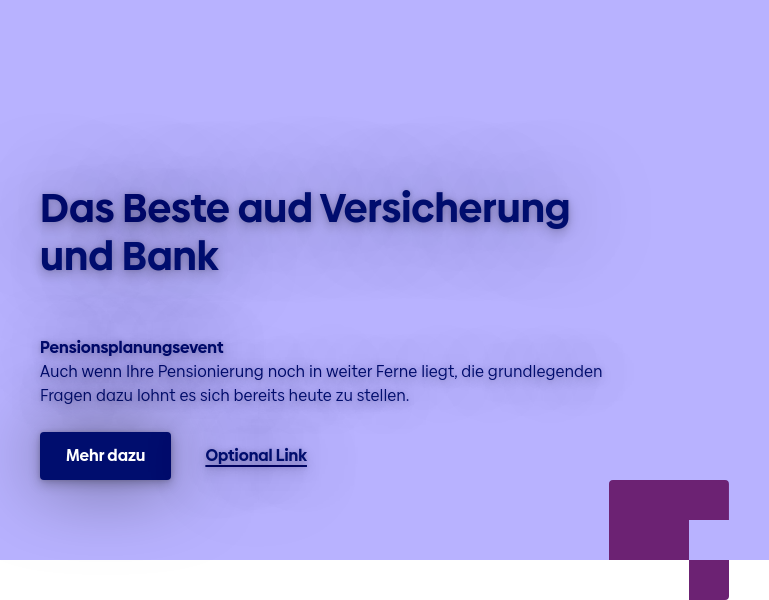 Das Beste aud Versicherung
und Bank
Pensionsplanungsevent
Auch wenn Ihre Pensionierung noch in weiter Ferne liegt, die grundlegenden
Fragen dazu lohnt es sich bereits heute zu stellen.
Mehr dazu
Optional Link